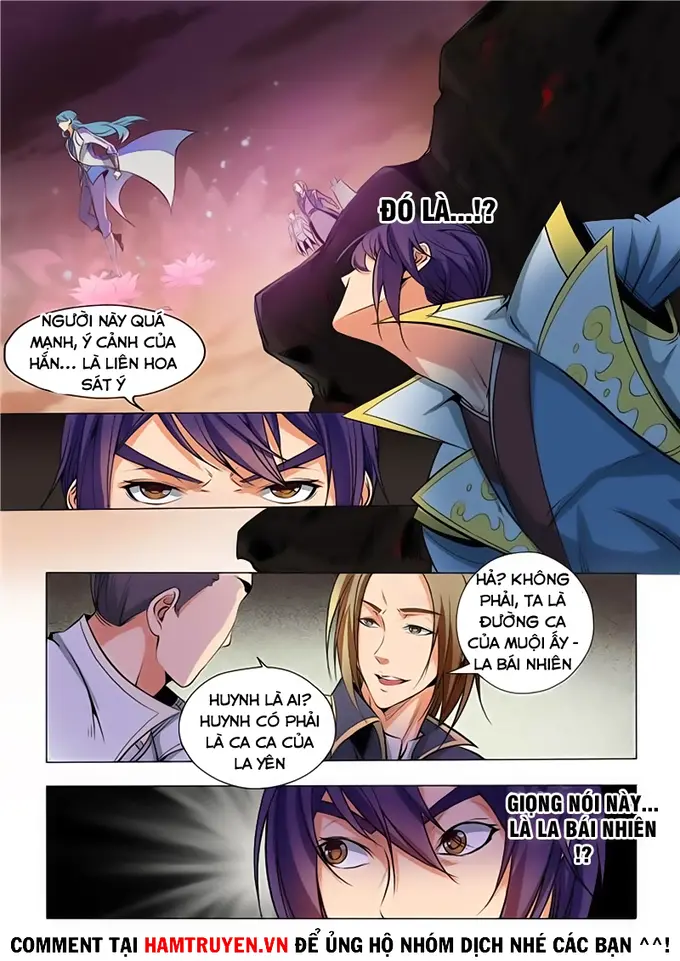 ĐÓ LÀ...!?
NGƯỜI NÀY QUÁ
MẠNH, Ý CẢNH CỦA
HẮN... LÀ LIÊN HOA
SÁT Ý
HẢ? KHÔNG
PHẢI, TA LÀ
ĐƯỜNG CA
CỦA MUỘI ẤY -
LA BÁI NHIÊN
HUYNH LÀ AI?
HUYNH CÓ PHẢI
LÀ CA CA CỦA
LA YÊN
GIỌNG NÓI NÀY...
LÀ LA BÁI NHIÊN
!?
COMMENT TẠI HAMTRUYEN.VN ĐỂ ỦNG HỘ NHÓM DỊCH NHÉ CÁC BẠN ^^!